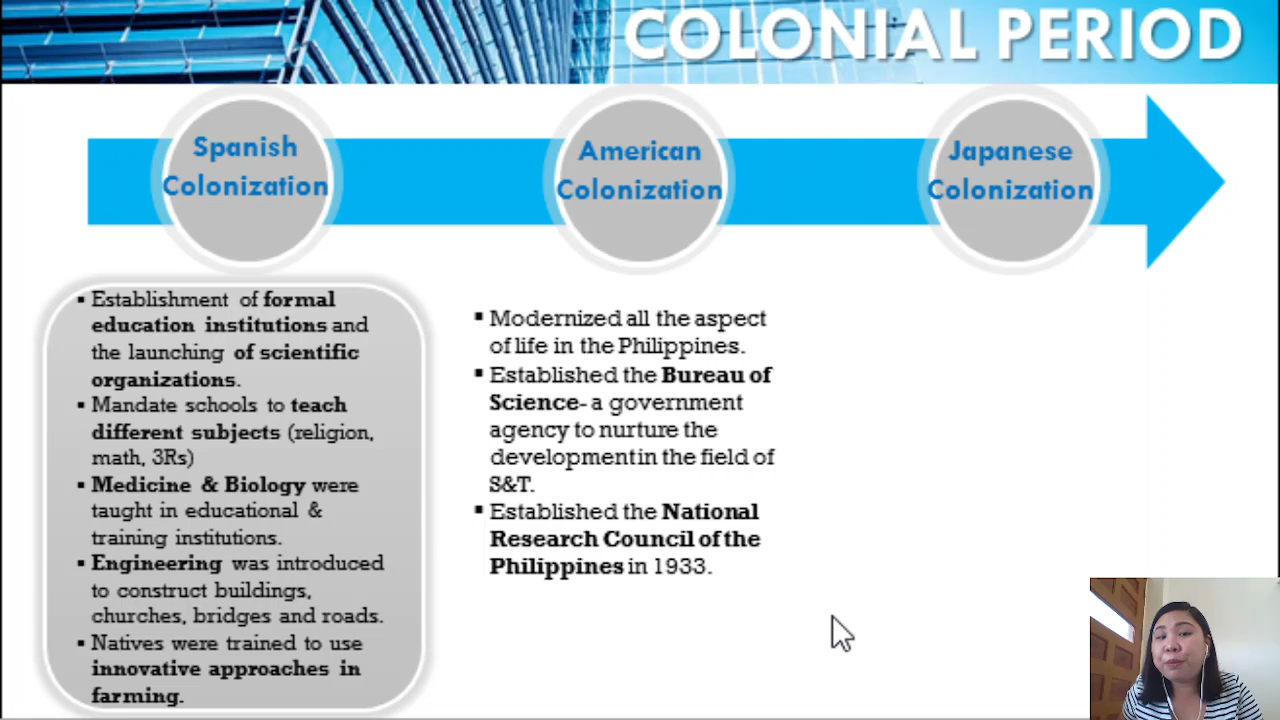 COLONIAL PERIOD
Spanish
Colonization
American
Colonization
Japanese
Colonization
▪ Establishment of formal
education institutions and
the launching of scientific
organizations.
▪ Mandate schools to teach
different subjects (religion,
math, 3Rs)
▪ Medicine & Biology were
taught in educational &
training institutions.
▪ Engineering was introduced
to construct buildings,
churches, bridges and roads.
▪ Natives were trained to use
innovative approaches in
farming.
▪ Modernized all the aspect
of life in the Philippines.
▪ Established the Bureau of
Science- a government
agency to nurture the
development in the field of
S&T.
▪ Established the National
Research Council of the
Philippines in 1933.